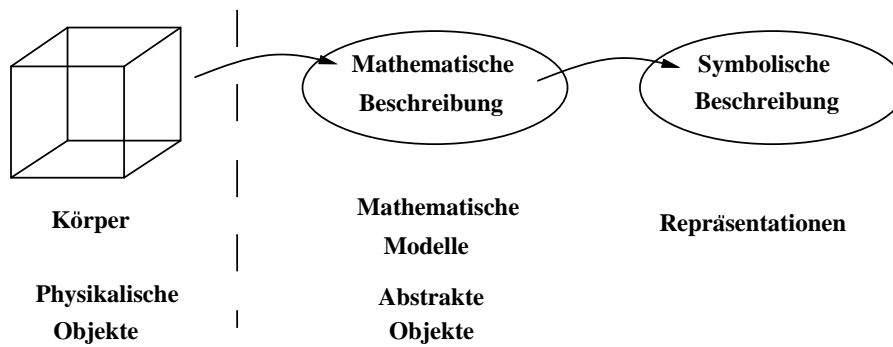 Mathematische
Beschreibung
Symbolische
Beschreibung
Körper
Mathematische
Modelle
Repräsentationen
Physikalische
Objekte
Abstrakte
Objekte